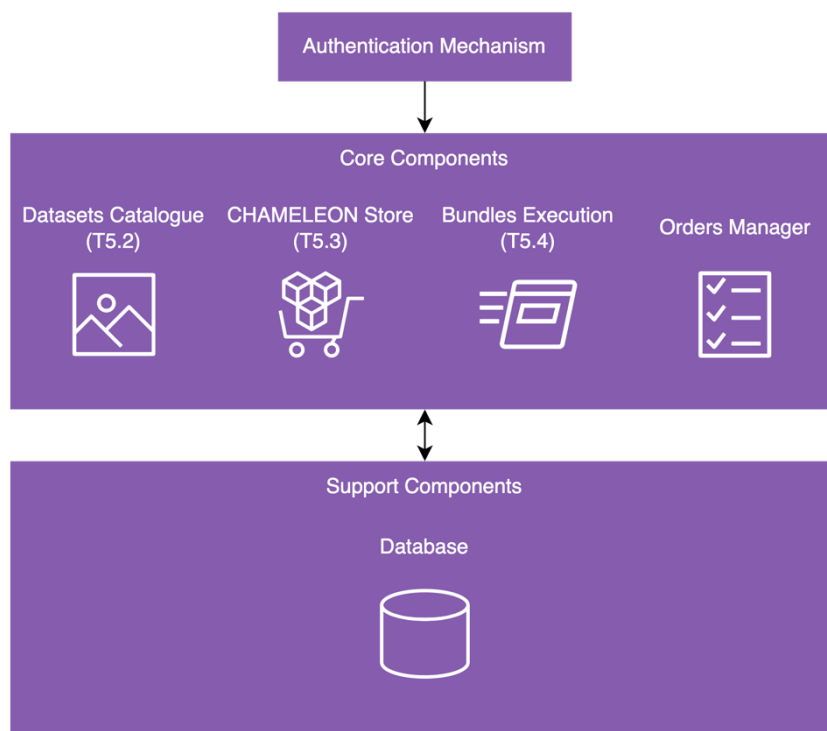 Authentication Mechanism
Core Components
Datasets Catalogue
(T5.2)
CHAMELEON Store
(T5.3)
Bundles Execution
(T5.4)
Orders Manager
Support Components
Database